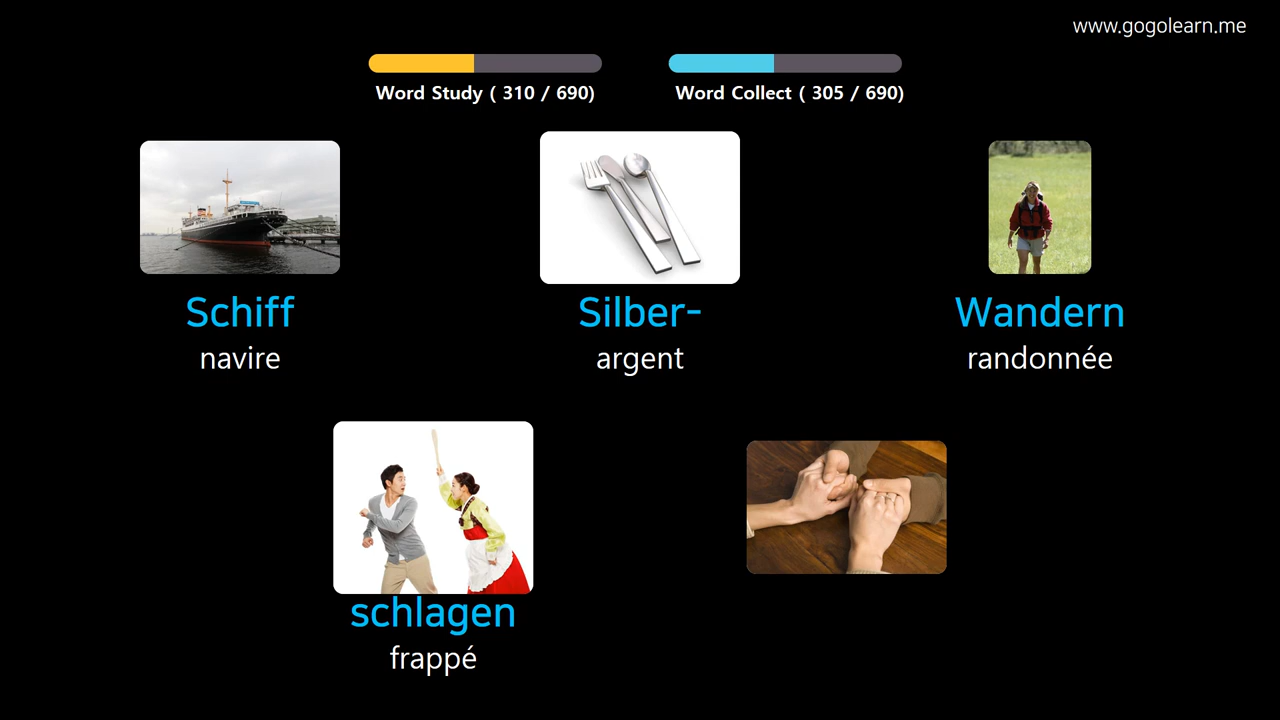 www.gogolearn.me
Word Study ( 310 / 690)
Word Collect ( 305 / 690)
Schiff
navire
Silber-
argent
Wandern
randonnée
schlagen
frappé